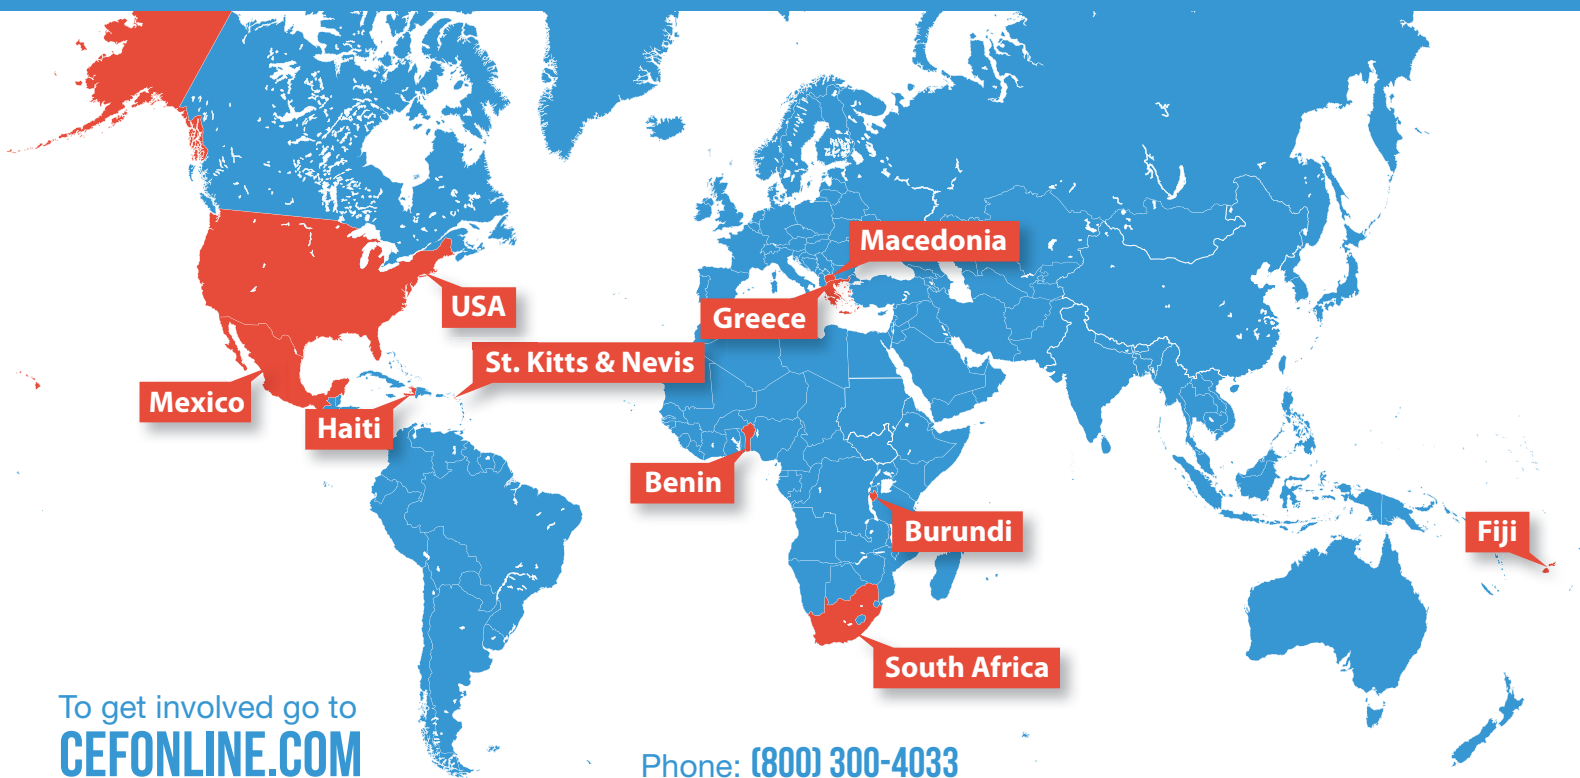 Macedonia
USA
Greece
St. Kitts & Nevis
Mexico
Haiti
Benin
Burundi
Fiji
South Africa
To get involved go to
CEFONLINE.COM
Phone: (800) 300-4033